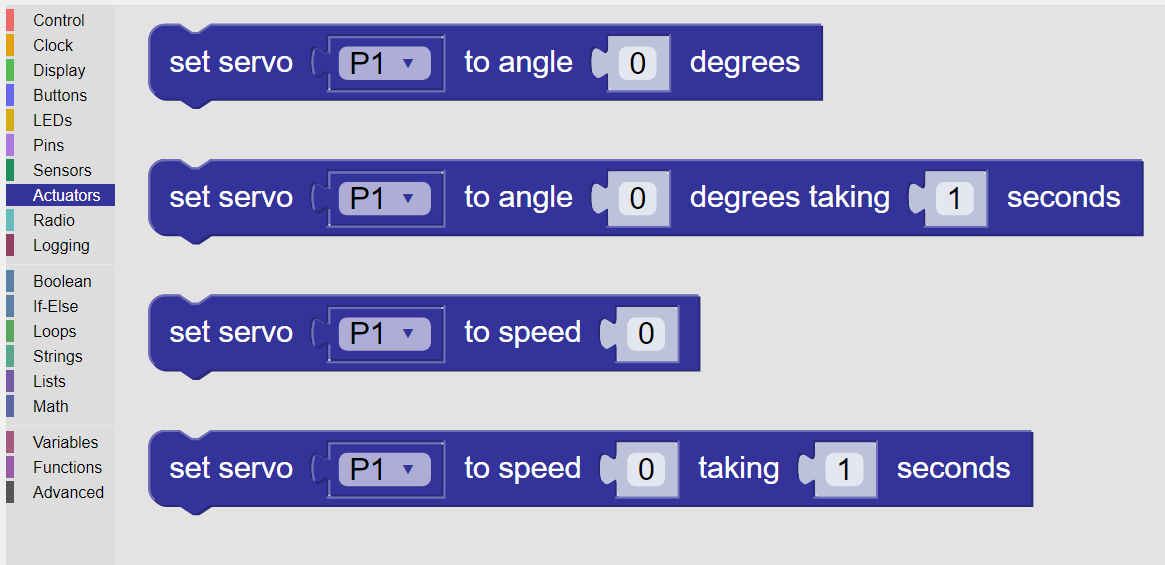 Control
Clock
Display
Buttons
LEDs
Pins
Sensors
Actuators
Radio
Logging
Boolean
If-Else
Loops
Strings
Lists
Math
Variables
Functions
Advanced
set servo P1 to angle 0 degrees
set servo P1 to angle 0 degrees taking 1 seconds
set servo P1 to speed 0
set servo P1 to speed 0 taking 1 seconds